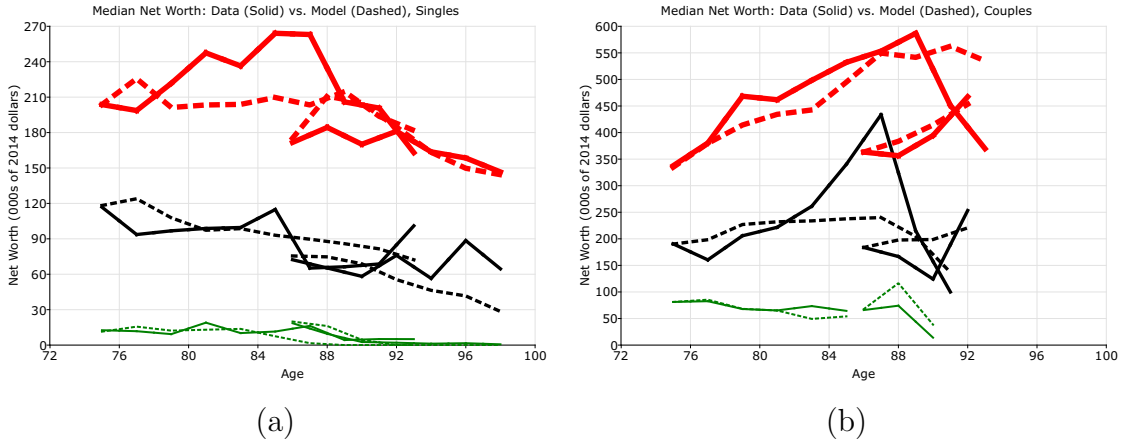 Median Net Worth: Data (Solid) vs. Model (Dashed), Singles
Net Worth (000s of 2014 dollars)
270
240
210
180
150
120
90
60
30
0
72 76 80 84 88 92 96 100
Age
(a)
Median Net Worth: Data (Solid) vs. Model (Dashed), Couples
Net Worth (000s of 2014 dollars)
600
550
500
450
400
350
300
250
200
150
100
50
0
72 76 80 84 88 92 96 100
Age
(b)